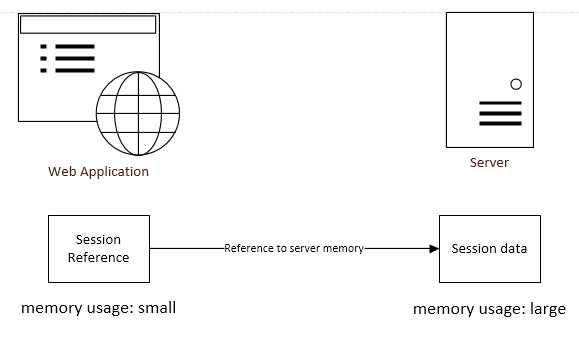 Web Application
Server
Session
Reference
Reference to server memory
Session data
memory usage: small
memory usage: large